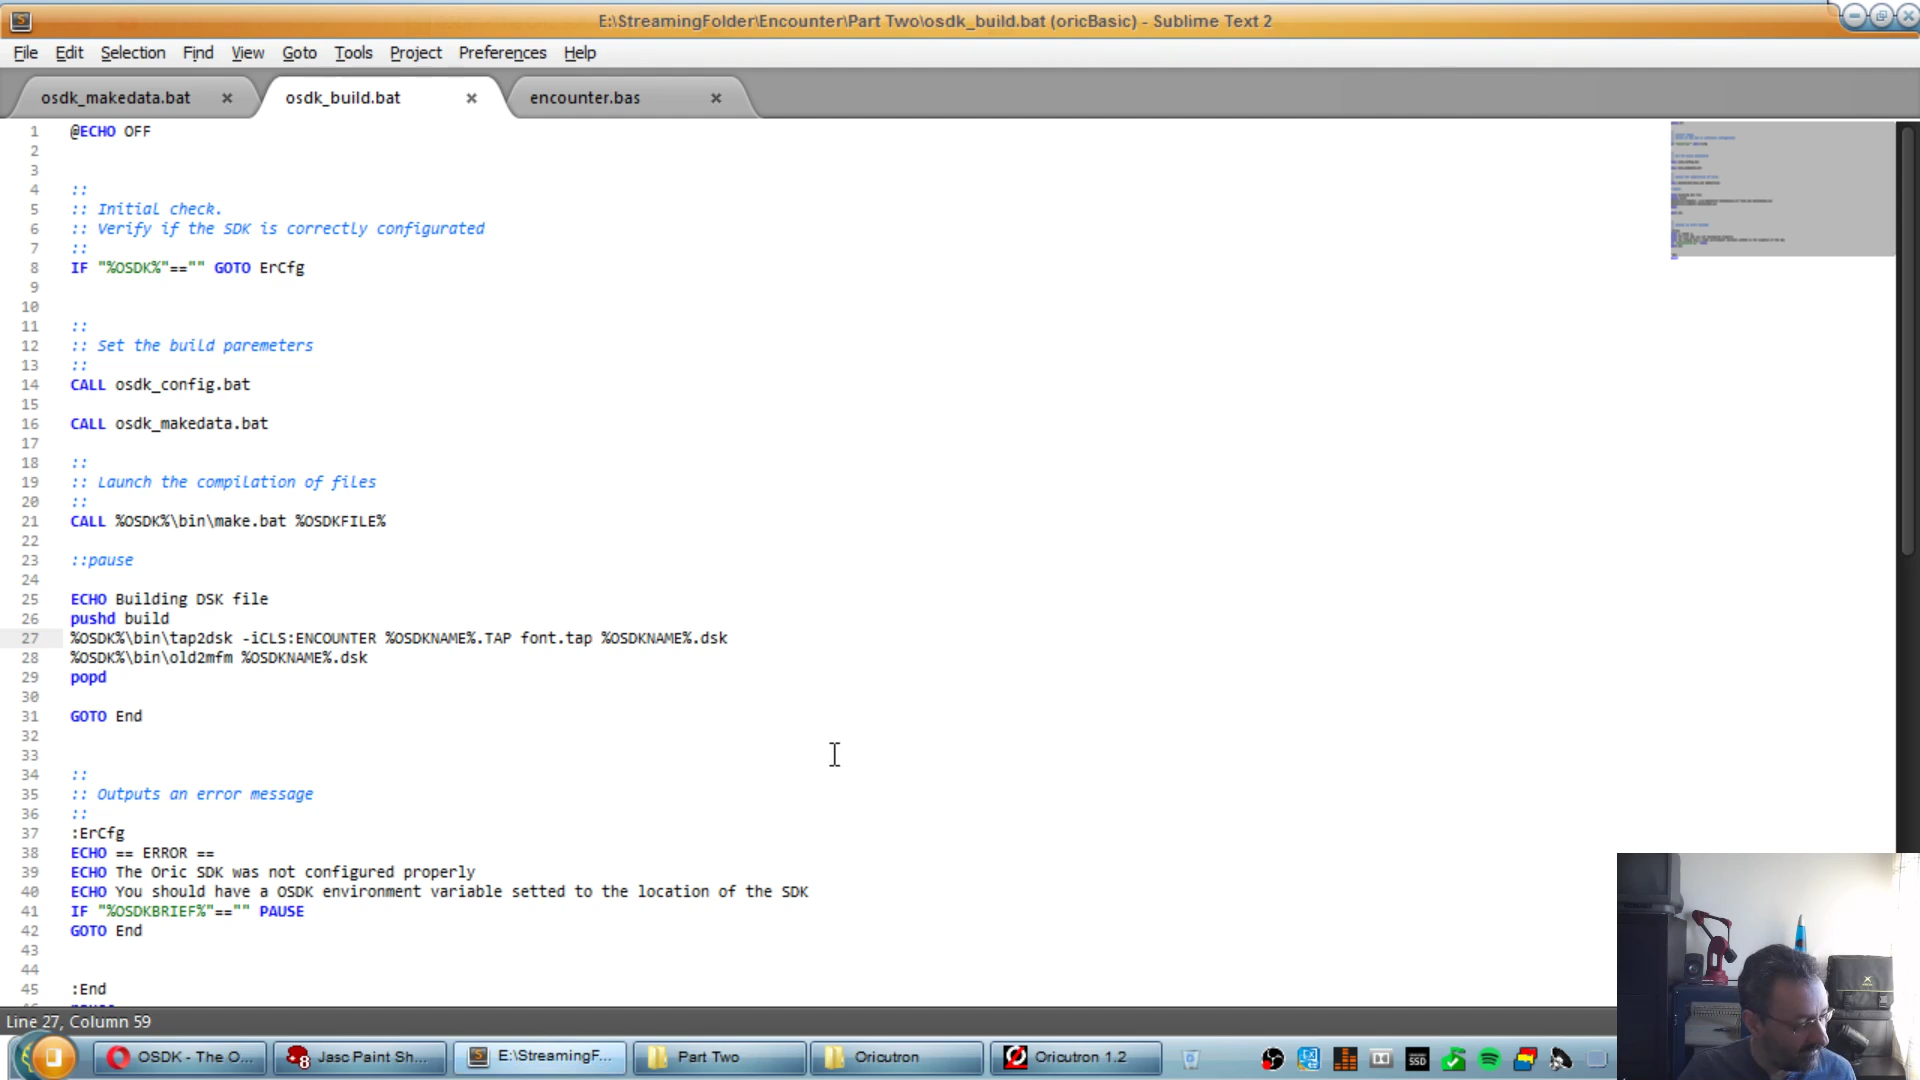 E:\StreamingFolder\Encounter\Part Two\osdk_build.bat (oricBasic) - Sublime Text 2
File Edit Selection Find View Goto Tools Project Preferences Help
osdk_makedata.bat osdk_build.bat encounter.bas
1 @ECHO OFF
2
3
4 ::
5 :: Initial check.
6 :: Verify if the SDK is correctly configurated
7 ::
8 IF "%OSDK%"=="" GOTO ErCfg
9
10
11 ::
12 :: Set the build paremeters
13 ::
14 CALL osdk_config.bat
15
16 CALL osdk_makedata.bat
17
18 ::
19 :: Launch the compilation of files
20 ::
21 CALL %OSDK%\bin\make.bat %OSDKFILE%
22
23 ::pause
24
25 ECHO Building DSK file
26 pushd build
27 %OSDK%\bin\tap2dsk -iCLS:ENCOUNTER %OSDKNAME%.TAP font.tap %OSDKNAME%.dsk
28 %OSDK%\bin\old2mfm %OSDKNAME%.dsk
29 popd
30
31 GOTO End
32
33
34 ::
35 :: Outputs an error message
36 ::
37 :ErCfg
38 ECHO == ERROR ==
39 ECHO The Oric SDK was not configured properly
40 ECHO You should have a OSDK environment variable setted to the location of the SDK
41 IF "%OSDKBRIEF%"=="" PAUSE
42 GOTO End
43
44
45 :End
Line 27, Column 59
OSDK - The O... Jasc Paint Sh... E:\StreamingF... Part Two Oricutron Oricutron 1.2
SSD